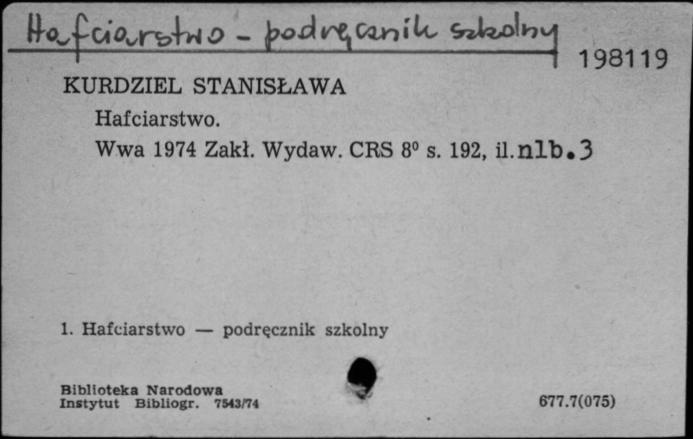 Hafciarstwo - podręcznik szkolny
198119
KURDZIEL STANISŁAWA
Hafciarstwo.
Wwa 1974 Zakł. Wydaw. CRS 8⁰ s. 192, il. nlb. 3
1. Hafciarstwo — podręcznik szkolny
Biblioteka Narodowa
Instytut Bibliogr. 7543/74
677.7(075)